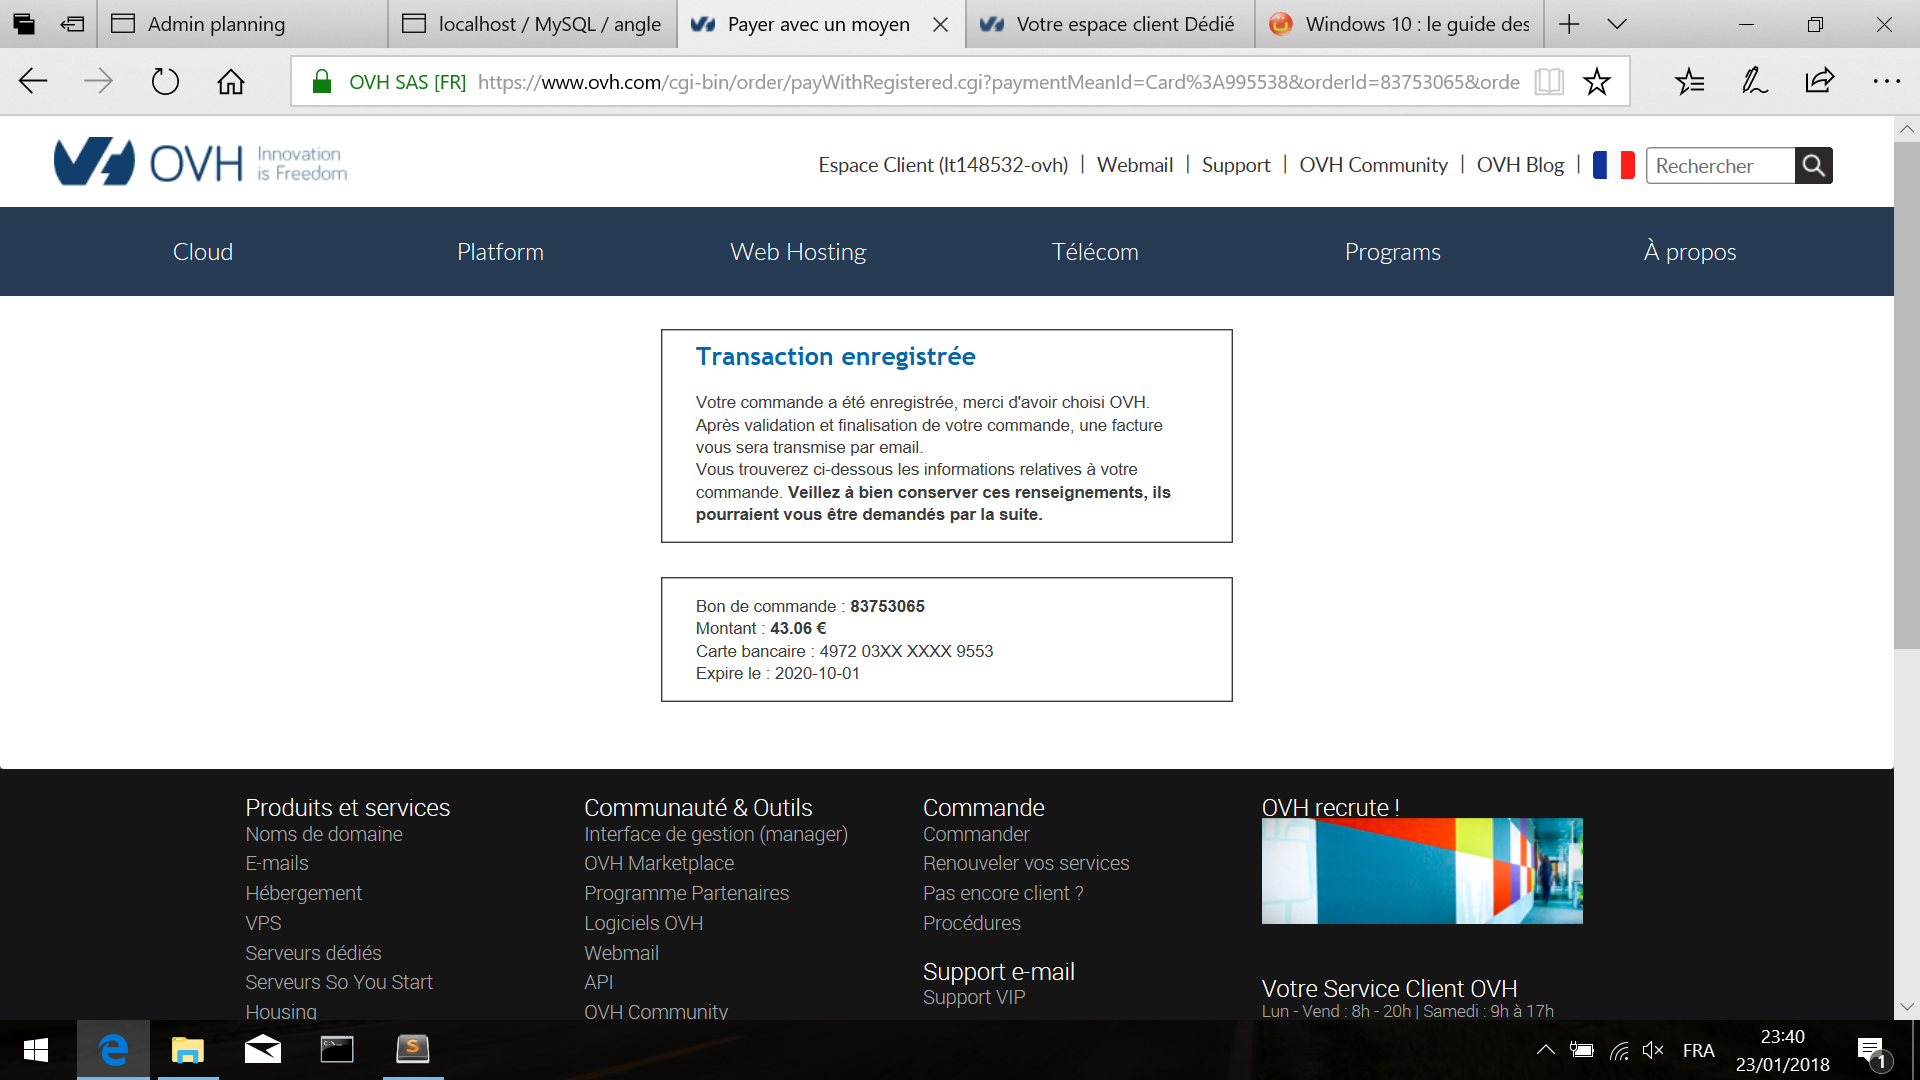 Admin planning
localhost / MySQL / angle
Payer avec un moyen
Votre espace client Dédié
Windows 10 : le guide des
OVH SAS [FR] https://www.ovh.com/cgi-bin/order/payWithRegistered.cgi?paymentMeanId=Card%3A995538&orderId=83753065&orde
OVH Innovation
is Freedom
Espace Client (lt148532-ovh) | Webmail | Support | OVH Community | OVH Blog |
Rechercher
Cloud
Platform
Web Hosting
Télécom
Programs
À propos
Transaction enregistrée
Votre commande a été enregistrée, merci d'avoir choisi OVH.
Après validation et finalisation de votre commande, une facture
vous sera transmise par email.
Vous trouverez ci-dessous les informations relatives à votre
commande. Veillez à bien conserver ces renseignements, ils
pourraient vous être demandés par la suite.
Bon de commande : 83753065
Montant : 43.06 €
Carte bancaire : 4972 03XX XXXX 9553
Expire le : 2020-10-01
Produits et services
Noms de domaine
E-mails
Hébergement
VPS
Serveurs dédiés
Serveurs So You Start
Housing
Communauté & Outils
Interface de gestion (manager)
OVH Marketplace
Programme Partenaires
Logiciels OVH
Webmail
API
OVH Community
Commande
Commander
Renouveler vos services
Pas encore client ?
Procédures
Support e-mail
Support VIP
OVH recrute !
Votre Service Client OVH
Lun - Vend : 8h - 20h | Samedi : 9h à 17h
FRA
23:40
23/01/2018
1